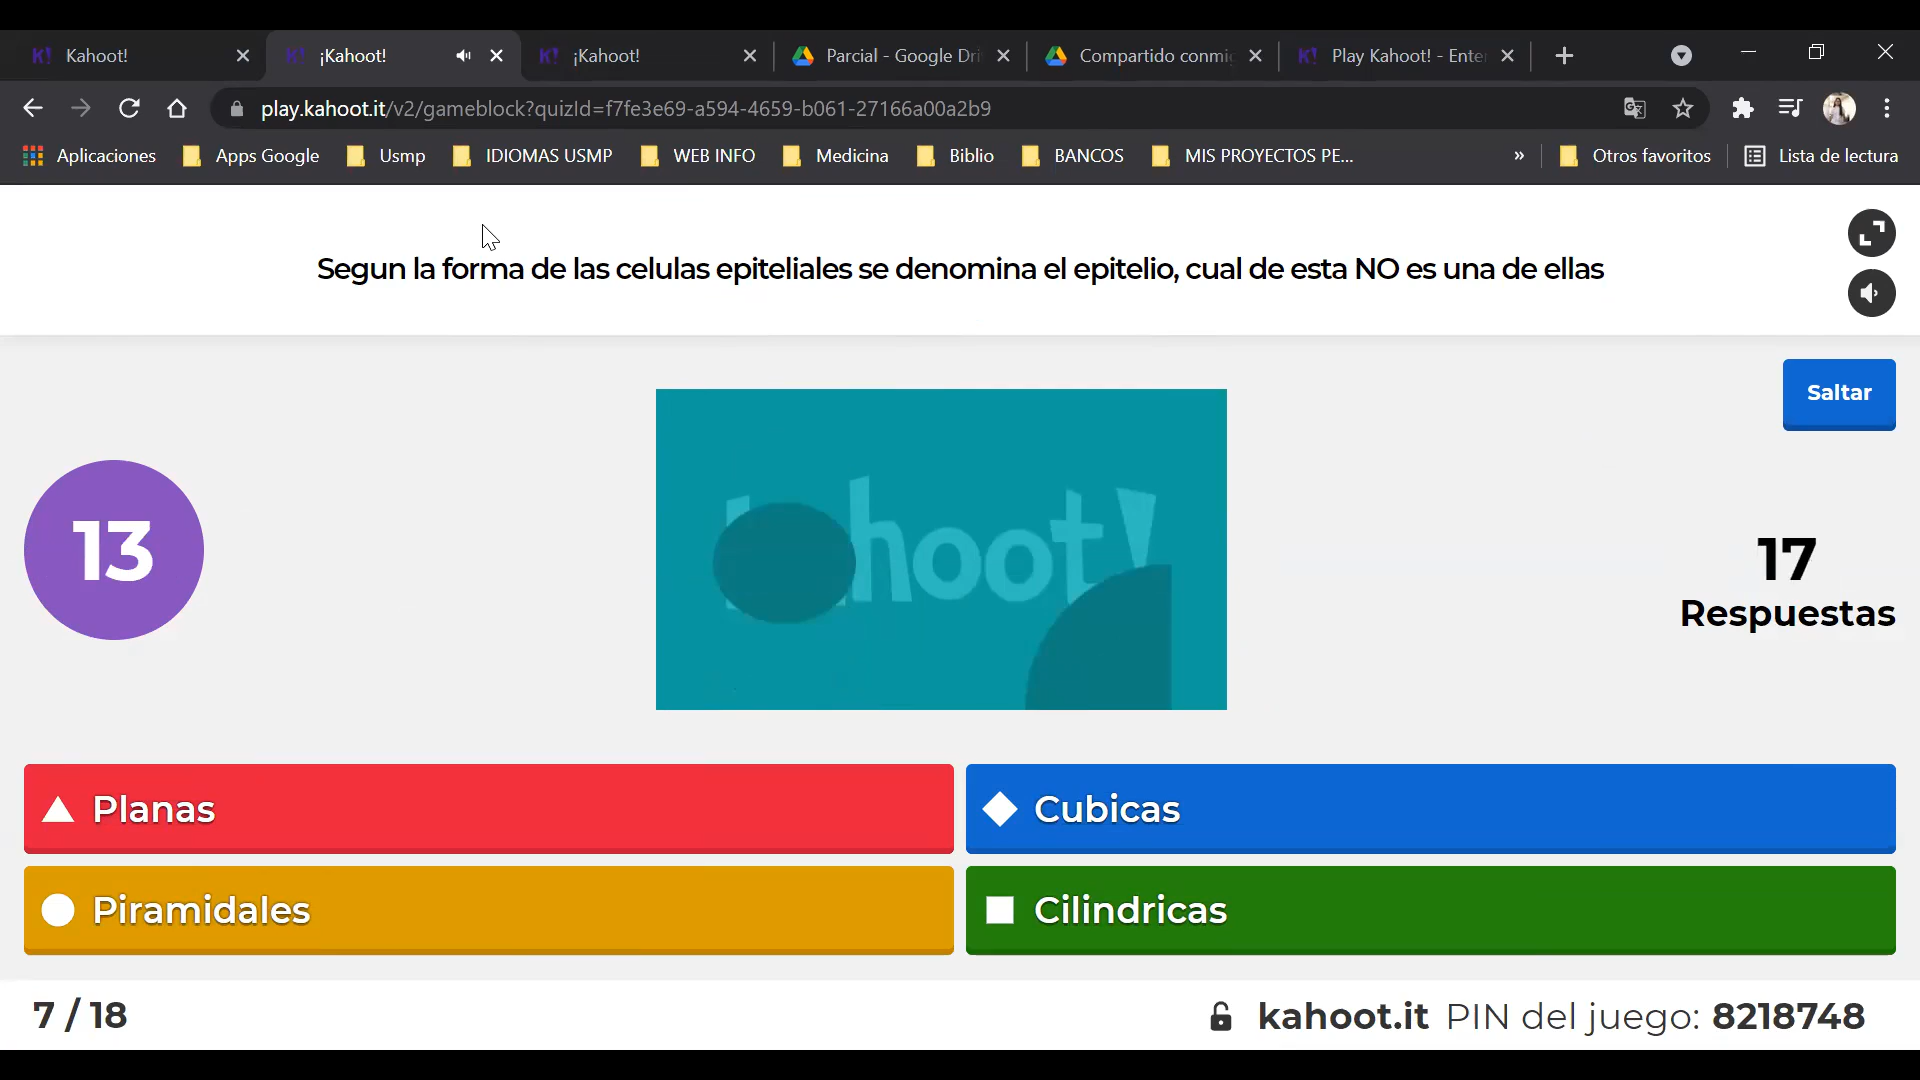 Kahoot!
¡Kahoot!
¡Kahoot!
Parcial - Google Dri
Compartido conmi
Play Kahoot! - Ente
play.kahoot.it/v2/gameblock?quizId=f7fe3e69-a594-4659-b061-27166a00a2b9
Aplicaciones
Apps Google
Usmp
IDIOMAS USMP
WEB INFO
Medicina
Biblio
BANCOS
MIS PROYECTOS PE...
»
Otros favoritos
Lista de lectura
Segun la forma de las celulas epiteliales se denomina el epitelio, cual de esta NO es una de ellas
Saltar
13
Kahoot!
17
Respuestas
Planas
Cubicas
Piramidales
Cilindricas
7 / 18
kahoot.it PIN del juego: 8218748